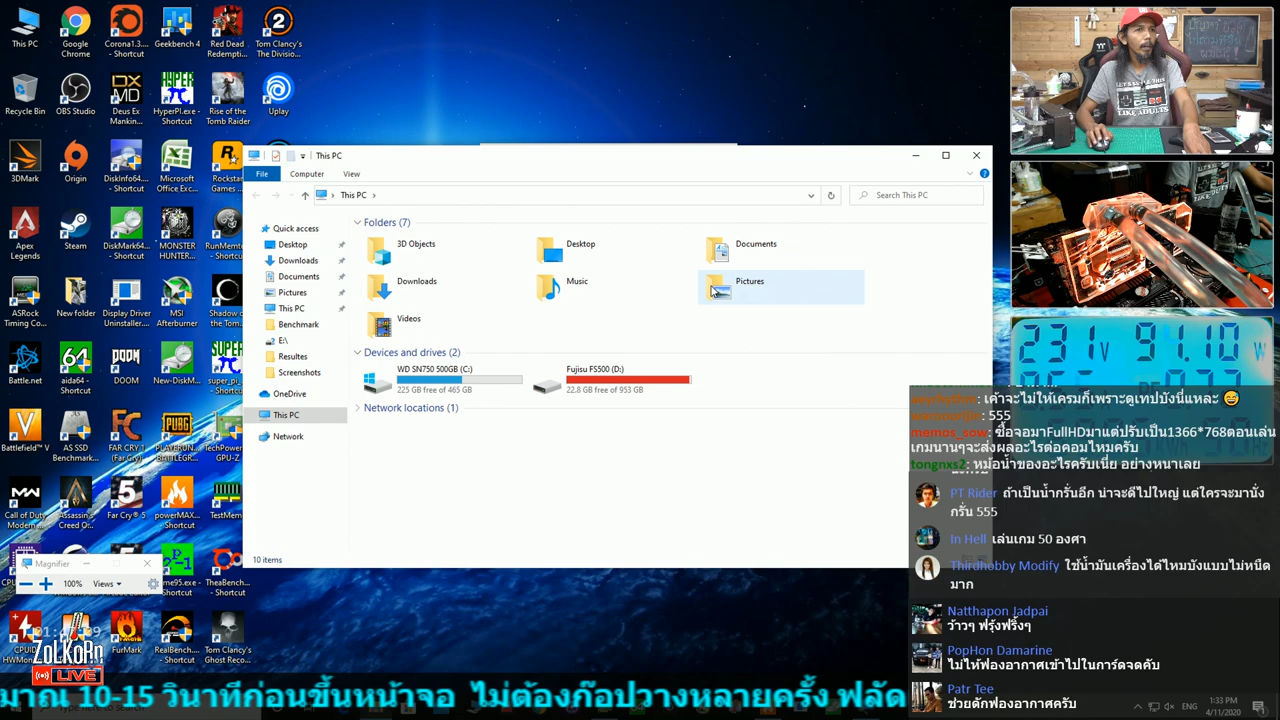 This PC
Google
Chrome
Corona1.3...
- Shortcut
Geekbench 4
Red Dead
Redempti...
Tom Clancy's
The Divisio...
Recycle Bin
OBS Studio
Deus Ex
Mankin...
HyperPI.exe -
Shortcut
Rise of the
Tomb Raider
Uplay
3DMark
Origin
DiskInfo64...
- Shortcut
Microsoft
Office Exc...
Rockstar
Games ...
Apex
Legends
Steam
DiskMark64...
- Shortcut
MONSTER
HUNTER...
RunMemte...
- Shortcut
ASRock
Timing Co...
New folder
Display Driver
Uninstaller...
MSI
Afterburner
Shadow o
the Tom...
Battle.net
aida64 -
Shortcut
DOOM
New-DiskM...
super_pi_...
- Shortcut
Battlefield™ V
AS SSD
Benchmark...
FAR CRY 1
(Far Cry)
PLAYERUN...
BATTLEGR...
TechPower...
GPU-Z
Call of Duty
Modern...
Assassin's
Creed O...
Far Cry® 5
powerMAX...
- Shortcut
TestMem
me95.exe -
Shortcut
TheaBench...
- Shortcut
CPUID
HWMon
FurMark
RealBench...
- Shortcut
Tom Clancy's
Ghost Reco...
This PC
File
Computer
View
This PC
Search This PC
Quick access
Desktop
Downloads
Documents
Pictures
This PC
Benchmark
E:\
Resultes
Screenshots
OneDrive
This PC
Network
Folders (7)
3D Objects
Desktop
Documents
Downloads
Music
Pictures
Videos
Devices and drives (2)
WD SN750 500GB (C:)
225 GB free of 465 GB
Fujisu FS500 (D:)
22.8 GB free of 953 GB
Network locations (1)
10 items
Magnifier
100%
Views
ZoLKoRn
LIVE
LET'S SETTLE THIS
LIKE ADULTS
231V 91.10W
เค้าจะไม่ให้เครมก็เพราะดูเทปบังนี่แหละ
555
memos_sow: ซื้อจอมาFullHDมาแต่ปรับเป็น1366*768ตอนเล่น
เกมนานๆจะส่งผลอะไรต่อคอมไหมครับ
tongnxs2: หม้อน้ำของอะไรครับเนี่ย อย่างหนาเลย
PT Rider ถ้าเป็นน้ำกรั่นอีก น่าจะดีไปใหญ่ แต่ใครจะมานั่ง
กรัน 555
In Hell เล่นเกม 50 องศา
Thirdhobby Modify ใช้น้ำมันเครื่องได้ไหมบังแบบไม่หนืด
มาก
Natthapon Jadpai
ว้าวๆ ฟรุ้งฟริ้งๆ
PopHon Damarine
ไม่ให้ฟองอากาศเข้าไปในการ์ดจดคับ
Patr Tee
ช่วยดักฟองอากาศครับ
มาณ 10-15 วินาทีก่อนขึ้นหน้าจอ ไม่ต้องก๊อปวางหลายครั้ง ฟลัด
ENG
1:33 PM
4/11/2020